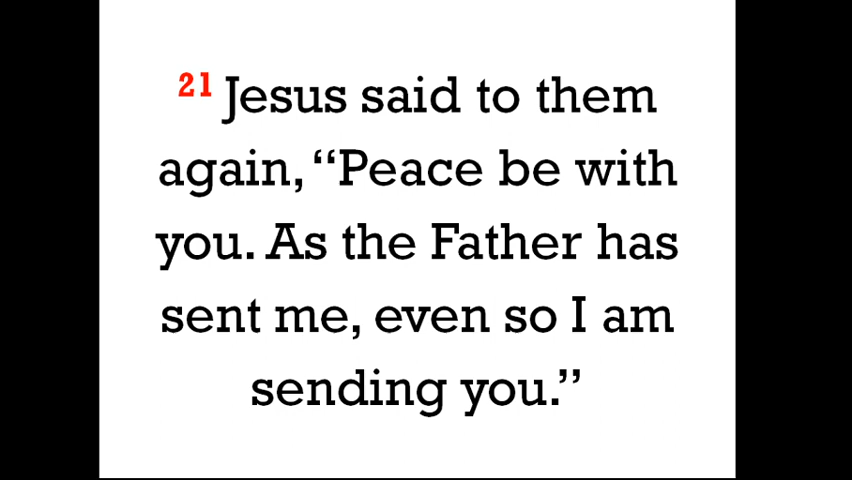 21 Jesus said to them
again, “Peace be with
you. As the Father has
sent me, even so I am
sending you.”